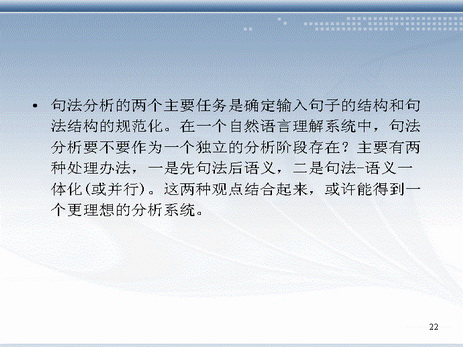 • 句法分析的两个主要任务是确定输入句子的结构和句
法结构的规范化。在一个自然语言理解系统中，句法
分析要不要作为一个独立的分析阶段存在？主要有两
种处理办法，一是先句法后语义，二是句法-语义一
体化(或并行)。这两种观点结合起来，或许能得到一
个更理想的分析系统。
22